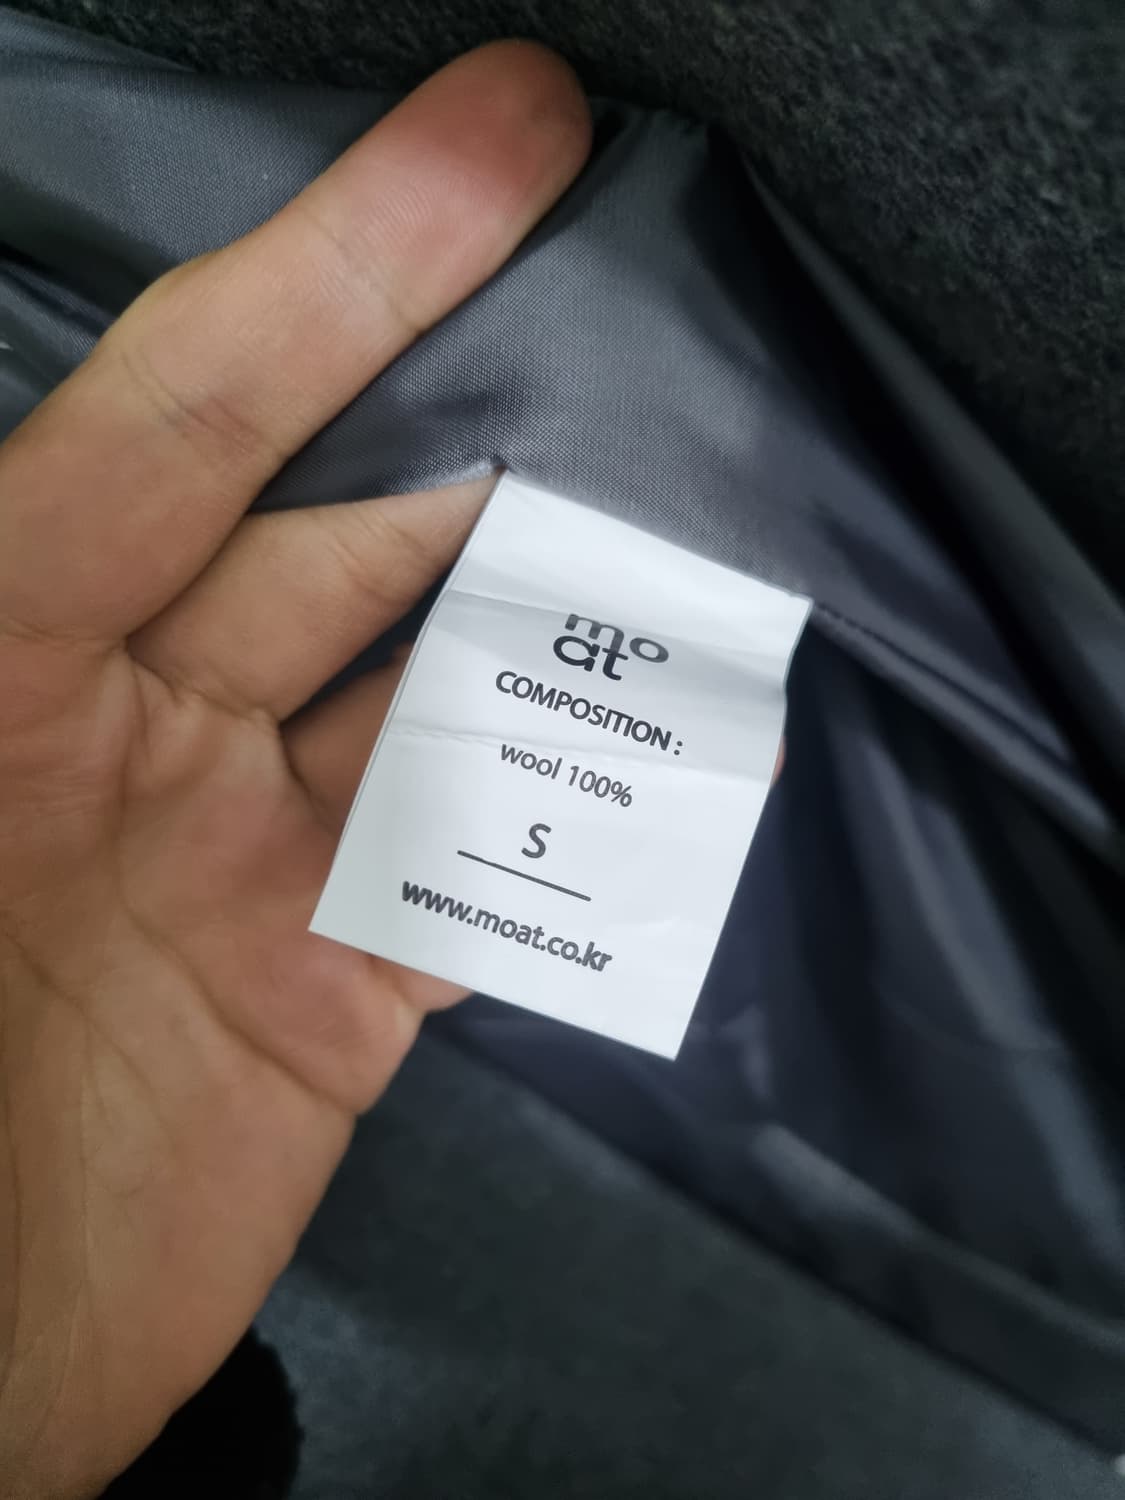 mo
at
COMPOSITION :
wool 100%
S
www.moat.co.kr